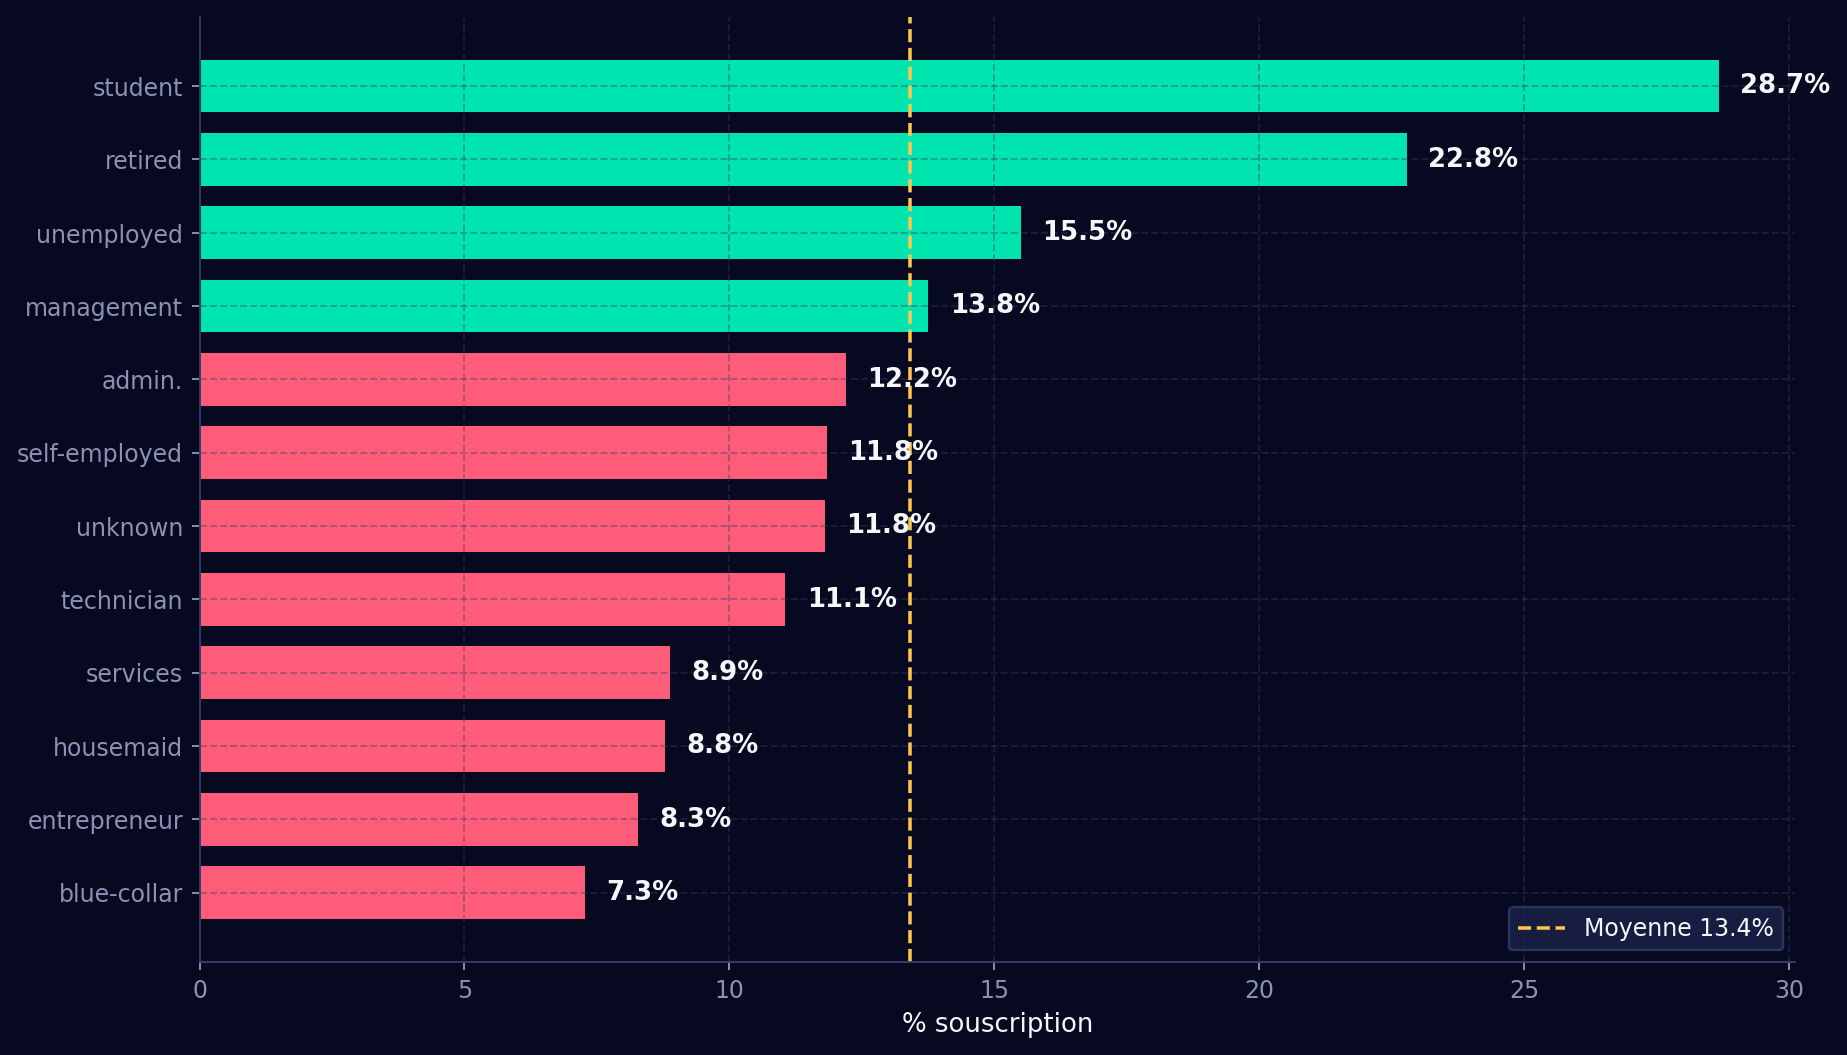 student 28.7%
retired 22.8%
unemployed 15.5%
management 13.8%
admin. 12.2%
self-employed 11.8%
unknown 11.8%
technician 11.1%
services 8.9%
housemaid 8.8%
entrepreneur 8.3%
blue-collar 7.3%
Moyenne 13.4%
0 5 10 15 20 25 30
% souscription